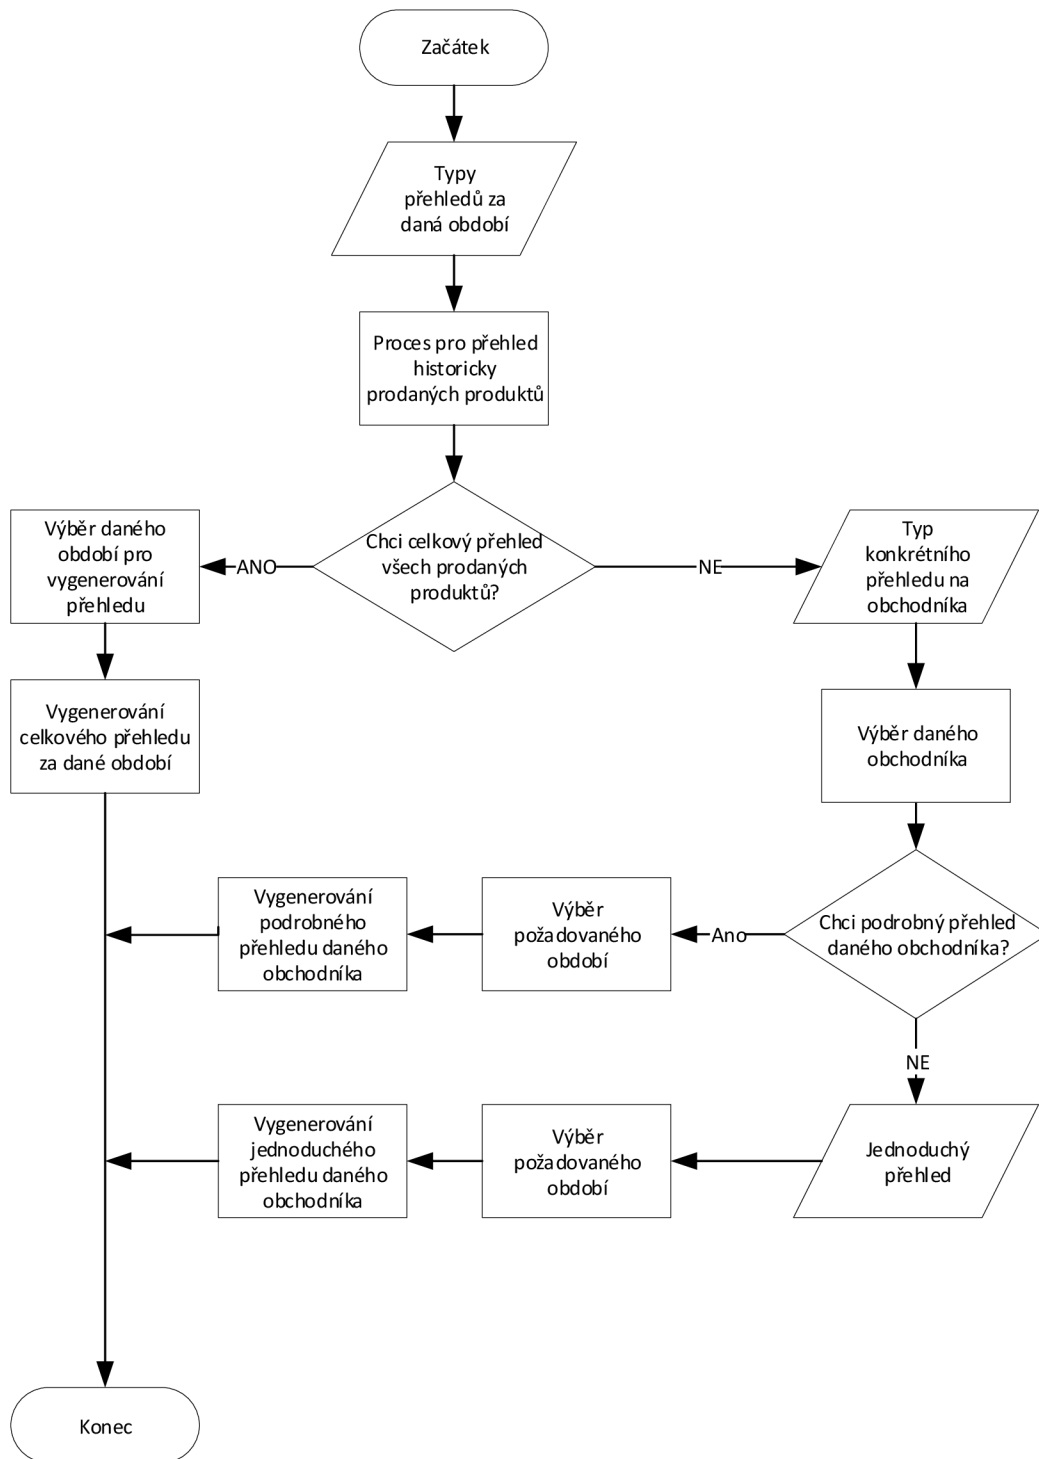 Začátek
Typy
přehledů za
daná období
Proces pro přehled
historicky
prodaných produktů
Chci celkový přehled
všech prodaných
produktů?
ANO
NE
Výběr daného
období pro
vygenerování
přehledu
Typ
konkrétního
přehledu na
obchodníka
Vygenerování
celkového přehledu
za dané období
Výběr daného
obchodníka
Chci podrobný přehled
daného obchodníka?
Ano
Výběr
požadovaného
období
Vygenerování
podrobného
přehledu daného
obchodníka
NE
Jednoduchý
přehled
Výběr
požadovaného
období
Vygenerování
jednoduchého
přehledu daného
obchodníka
Konec